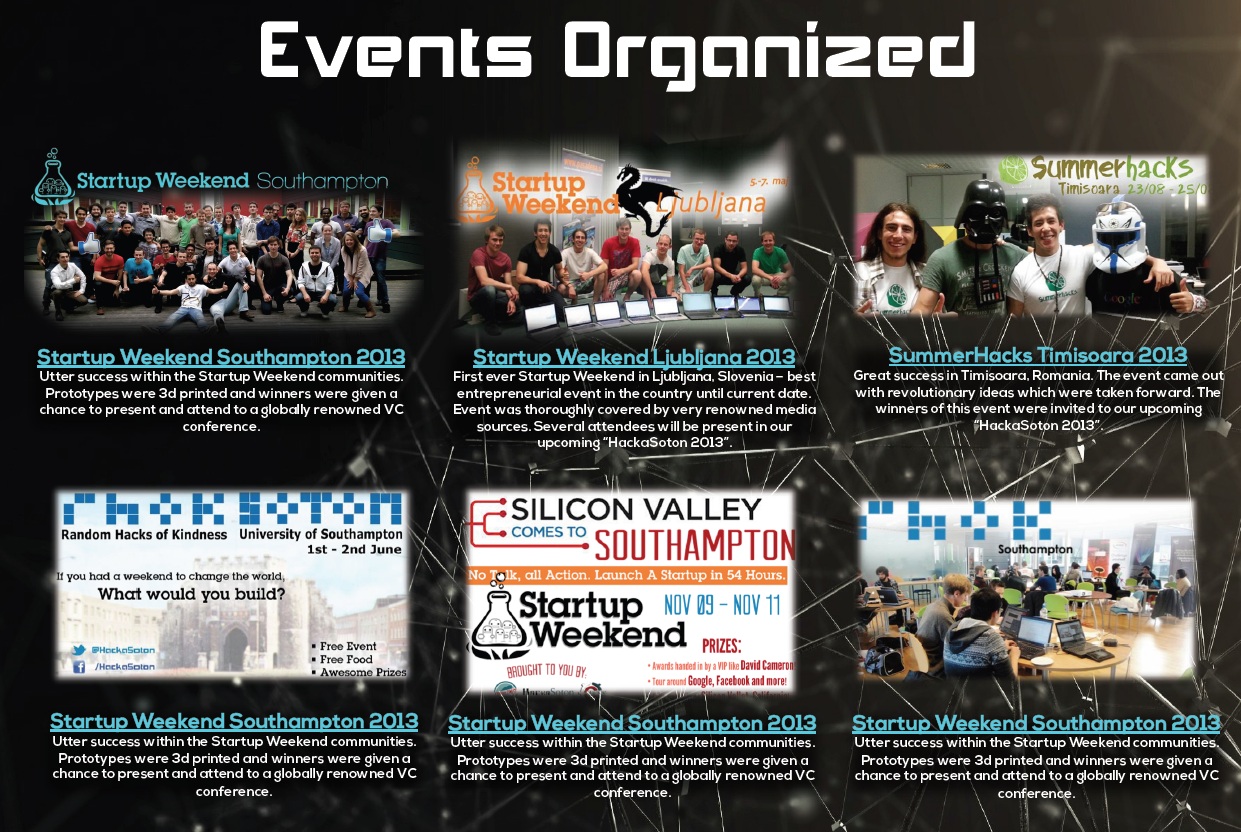 Events Organized
Startup Weekend Southampton
Startup Weekend Southampton 2013
Utter success within the Startup Weekend communities.
Prototypes were 3d printed and winners were given a
chance to present and attend to a globally renowned VC
conference.
Startup
Weekend
Ljubljana
5.-7. maj
Startup Weekend Ljubljana 2013
First ever Startup Weekend in Ljubljana, Slovenia – best
entrepreneurial event in the country until current date.
Event was thoroughly covered by very renowned media
sources. Several attendees will be present in our
upcoming “HackaSoton 2013”.
Summerhacks
Timisoara 23/08 - 25/0
Google
SummerHacks Timisoara 2013
Great success in Timisoara, Romania. The event came out
with revolutionary ideas which were taken forward. The
winners of this event were invited to our upcoming
“HackaSoton 2013”.
rhoK SOTON
Random Hacks of Kindness University of Southampton
1st - 2nd June
If you had a weekend to change the world,
What would you build?
@HackaSoton
/HackaSoton
▪ Free Event
▪ Free Food
▪ Awesome Prizes
Startup Weekend Southampton 2013
Utter success within the Startup Weekend communities.
Prototypes were 3d printed and winners were given a
chance to present and attend to a globally renowned VC
conference.
SILICON VALLEY
COMES TO SOUTHAMPTON
No Talk, all Action. Launch A Startup in 54 Hours.
Startup
Weekend
NOV 09 – NOV 11
PRIZES:
• Awards handed in by a VIP like David Cameron
• Tour around Google, Facebook and more!
BROUGHT TO YOU BY:
Startup Weekend Southampton 2013
Utter success within the Startup Weekend communities.
Prototypes were 3d printed and winners were given a
chance to present and attend to a globally renowned VC
conference.
rhoK
Southampton
Startup Weekend Southampton 2013
Utter success within the Startup Weekend communities.
Prototypes were 3d printed and winners were given a
chance to present and attend to a globally renowned VC
conference.